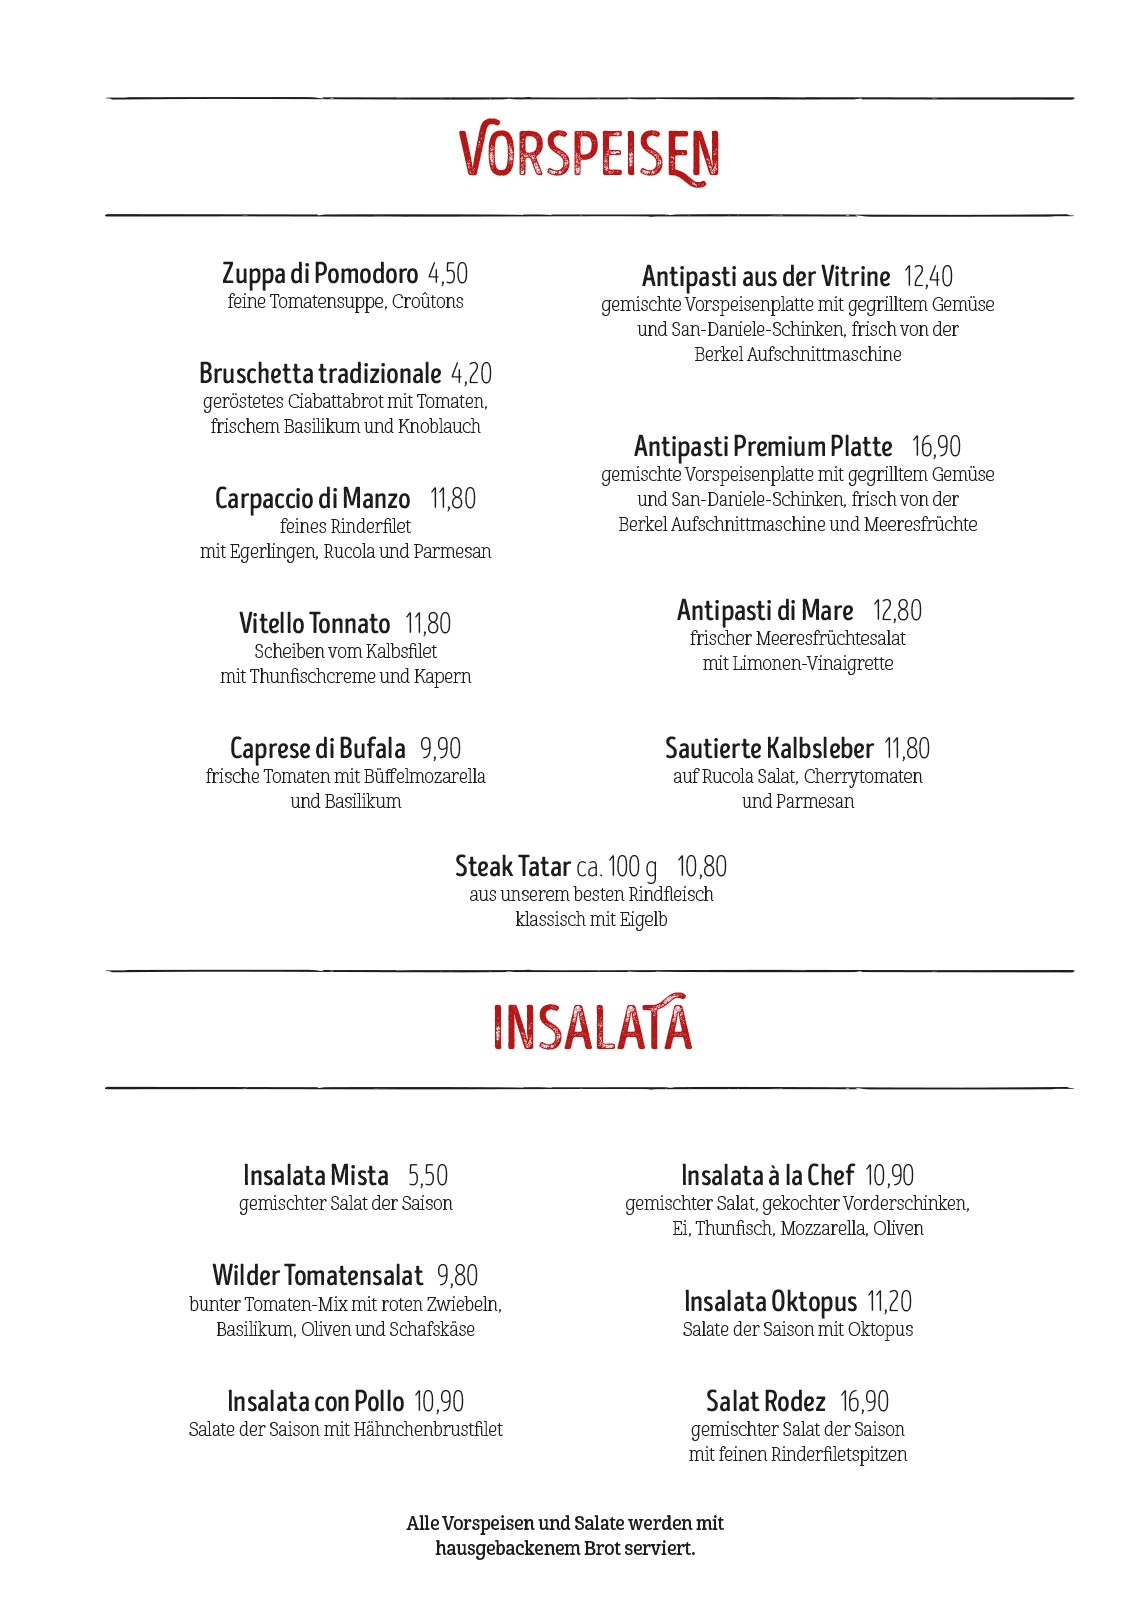 VORSPEISEN
Zuppa di Pomodoro 4,50
feine Tomatensuppe, Croûtons
Bruschetta tradizionale 4,20
geröstetes Ciabattabrot mit Tomaten,
frischem Basilikum und Knoblauch
Carpaccio di Manzo 11,80
feines Rinderfilet
mit Egerlingen, Rucola und Parmesan
Vitello Tonnato 11,80
Scheiben vom Kalbsfilet
mit Thunfischcreme und Kapern
Caprese di Bufala 9,90
frische Tomaten mit Büffelmozarella
und Basilikum
Antipasti aus der Vitrine 12,40
gemischte Vorspeisenplatte mit gegrilltem Gemüse
und San-Daniele-Schinken, frisch von der
Berkel Aufschnittmaschine
Antipasti Premium Platte 16,90
gemischte Vorspeisenplatte mit gegrilltem Gemüse
und San-Daniele-Schinken, frisch von der
Berkel Aufschnittmaschine und Meeresfrüchte
Antipasti di Mare 12,80
frischer Meeresfrüchtesalat
mit Limonen-Vinaigrette
Sautierte Kalbsleber 11,80
auf Rucola Salat, Cherrytomaten
und Parmesan
Steak Tatar ca. 100 g 10,80
aus unserem besten Rindfleisch
klassisch mit Eigelb
INSALATA
Insalata Mista 5,50
gemischter Salat der Saison
Wilder Tomatensalat 9,80
bunter Tomaten-Mix mit roten Zwiebeln,
Basilikum, Oliven und Schafskäse
Insalata con Pollo 10,90
Salate der Saison mit Hähnchenbrustfilet
Insalata à la Chef 10,90
gemischter Salat, gekochter Vorderschinken,
Ei, Thunfisch, Mozzarella, Oliven
Insalata Oktopus 11,20
Salate der Saison mit Oktopus
Salat Rodez 16,90
gemischter Salat der Saison
mit feinen Rinderfiletspitzen
Alle Vorspeisen und Salate werden mit
hausgebackenem Brot serviert.